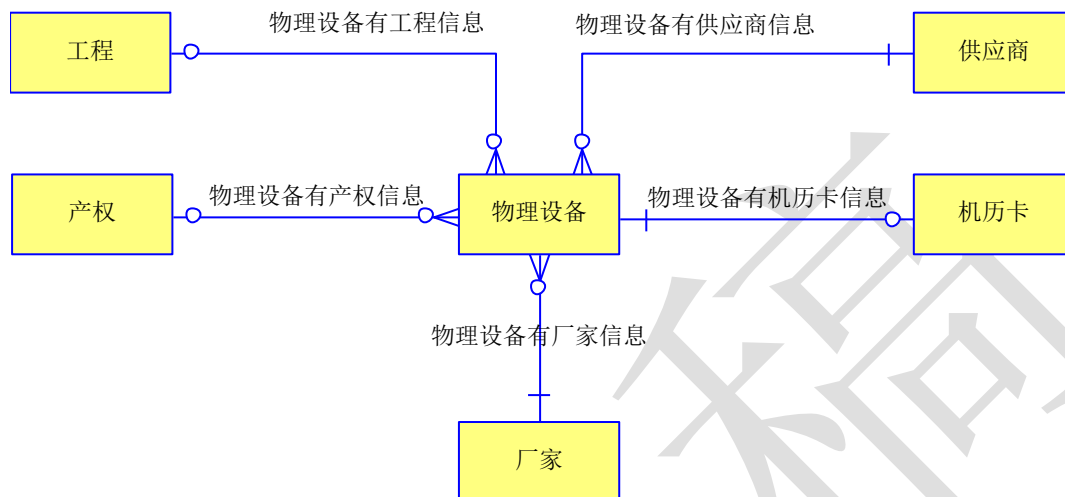 物理设备有工程信息
物理设备有供应商信息
工程
供应商
产权
物理设备有产权信息
物理设备
物理设备有机历卡信息
机历卡
物理设备有厂家信息
厂家
稿